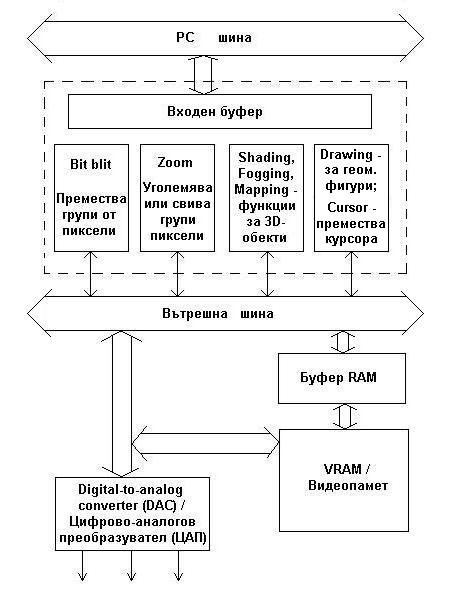 PC шина
Входен буфер
Bit blit
Премества
групи от
пиксели
Zoom
Уголемява
или свива
групи
пиксели
Shading,
Fogging,
Mapping -
функции
за 3D-
обекти
Drawing -
за геом.
фигури;
Cursor -
премества
курсора
Вътрешна шина
Буфер RAM
VRAM /
Видеопамет
Digital-to-analog
converter (DAC) /
Цифрово-аналогов
преобразувател (ЦАП)